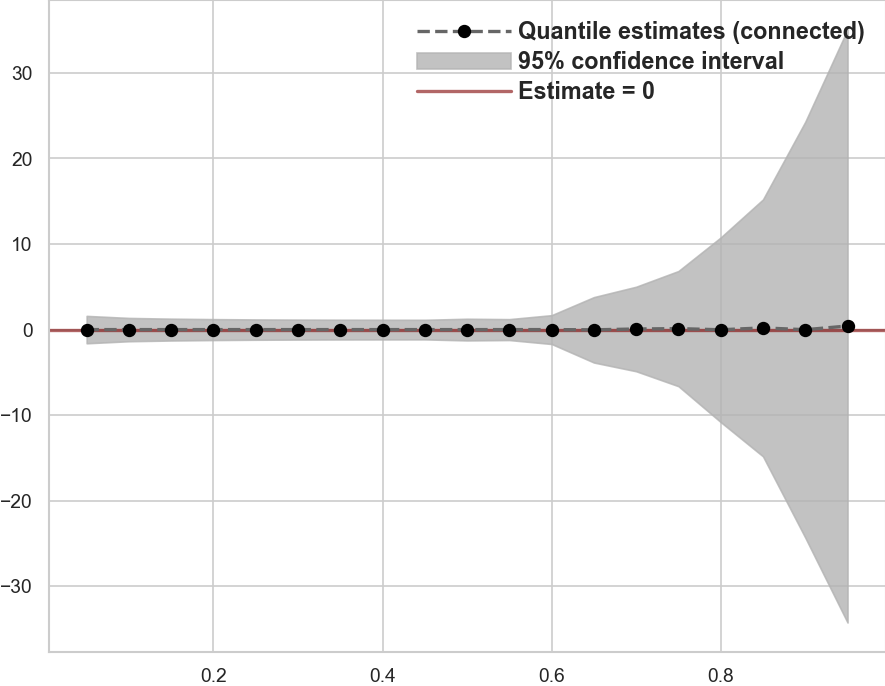 Quantile estimates (connected)
95% confidence interval
Estimate = 0
30
20
10
0
−10
−20
−30
0.2 0.4 0.6 0.8